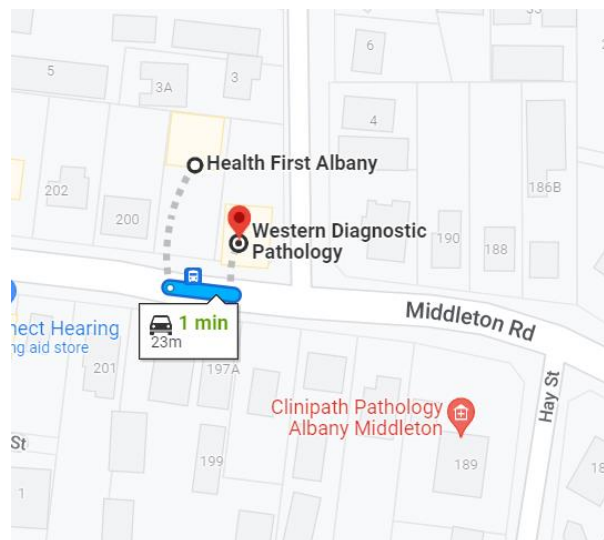 5
3A
3
6
4
202
200
Health First Albany
Western Diagnostic
Pathology
190
188
186B
Middleton Rd
nect Hearing
ng aid store
1 min
23m
201
197A
199
Clinipath Pathology
Albany Middleton
189
Hay St
St
1